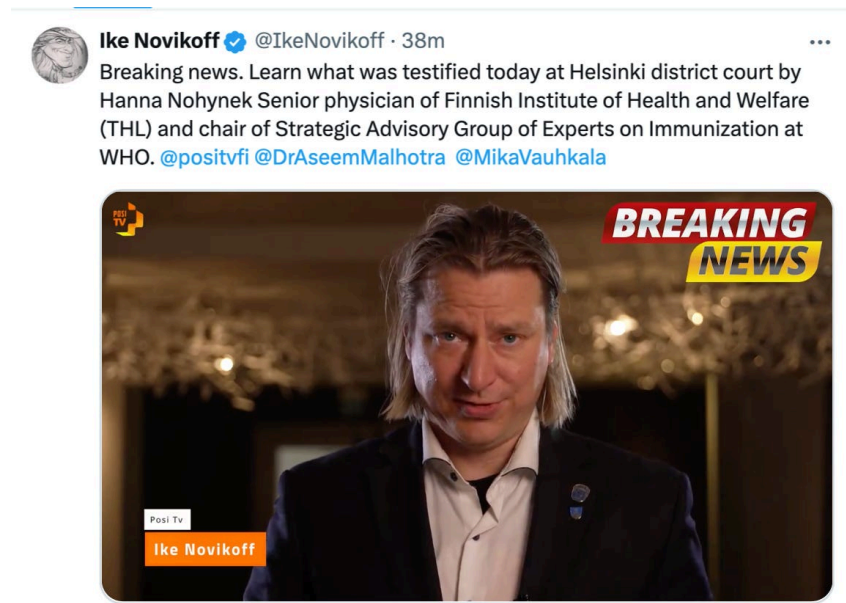 Ike Novikoff @IkeNovikoff · 38m
Breaking news. Learn what was testified today at Helsinki district court by
Hanna Nohynek Senior physician of Finnish Institute of Health and Welfare
(THL) and chair of Strategic Advisory Group of Experts on Immunization at
WHO. @positvfi @DrAseemMalhotra @MikaVauhkala
POSI
TV
BREAKING
NEWS
Posi Tv
Ike Novikoff